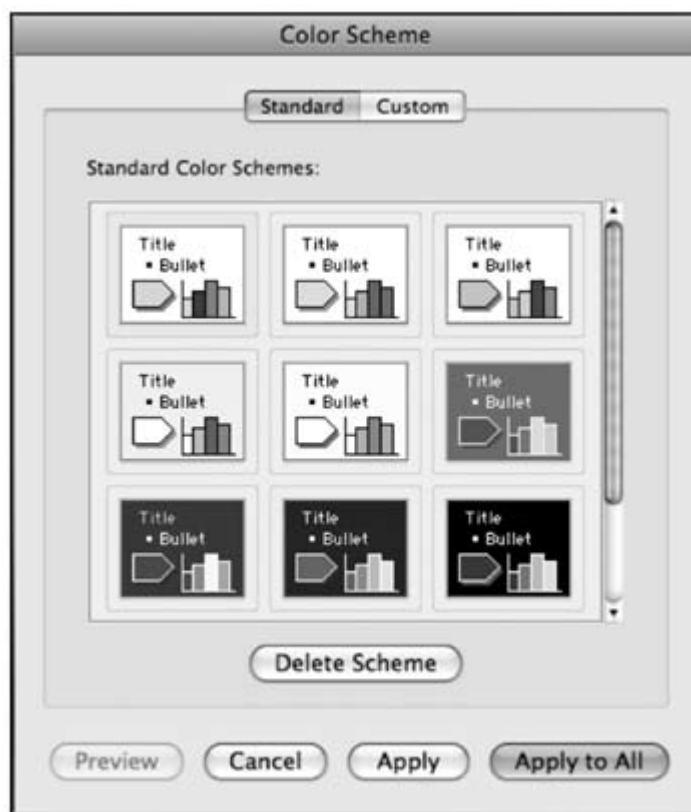 Color Scheme
Standard Custom
Standard Color Schemes:
Title Title Title
▪ Bullet ▪ Bullet ▪ Bullet
Title Title Title
▪ Bullet ▪ Bullet ▪ Bullet
Title Title Title
▪ Bullet ▪ Bullet ▪ Bullet
Delete Scheme
Preview Cancel Apply Apply to All